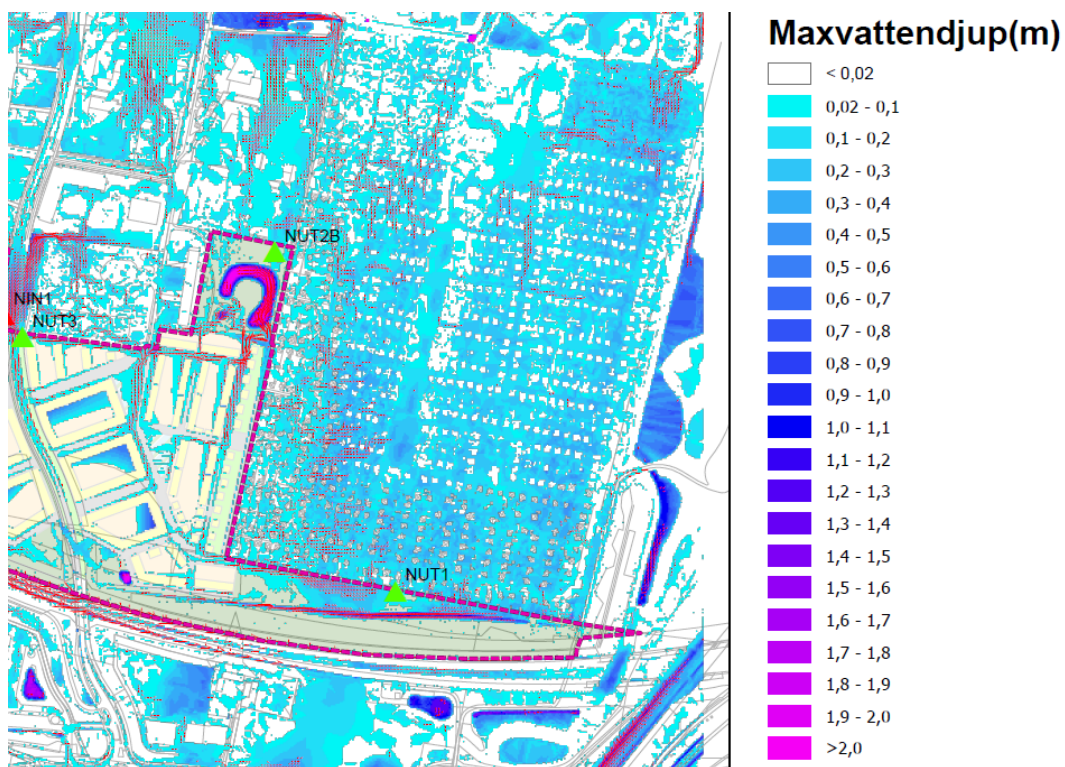 NUT2B
NIN1
NUT3
NUT1
Maxvattendjup(m)
< 0,02
0,02 - 0,1
0,1 - 0,2
0,2 - 0,3
0,3 - 0,4
0,4 - 0,5
0,5 - 0,6
0,6 - 0,7
0,7 - 0,8
0,8 - 0,9
0,9 - 1,0
1,0 - 1,1
1,1 - 1,2
1,2 - 1,3
1,3 - 1,4
1,4 - 1,5
1,5 - 1,6
1,6 - 1,7
1,7 - 1,8
1,8 - 1,9
1,9 - 2,0
>2,0